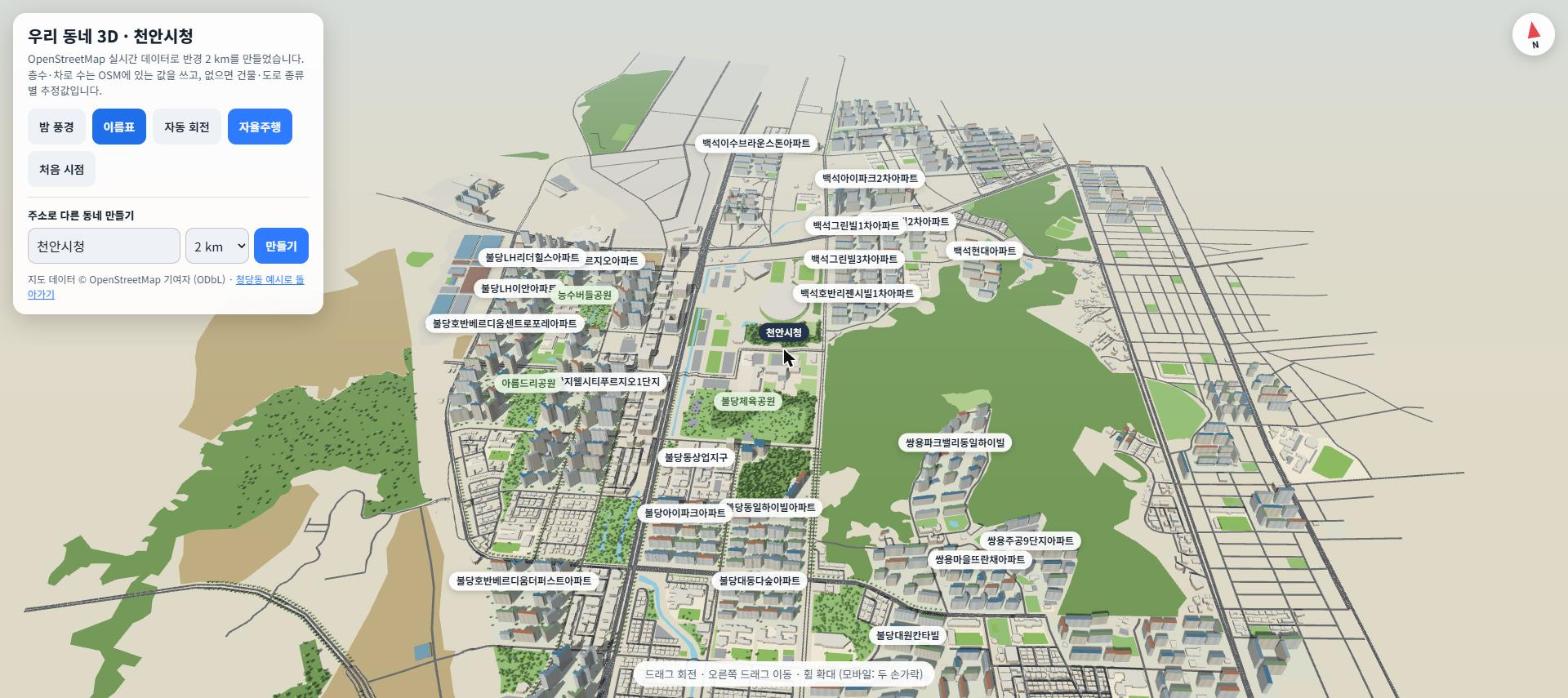 우리 동네 3D · 천안시청
OpenStreetMap 실시간 데이터로 반경 2 km를 만들었습니다.
층수·차로 수는 OSM에 있는 값을 쓰고, 없으면 건물·도로 종류
별 추정값입니다.
밤 풍경
이름표
자동 회전
자율주행
처음 시점
주소로 다른 동네 만들기
천안시청
2 km
만들기
지도 데이터 © OpenStreetMap 기여자 (ODbL) · 청당동 예시로 돌
아가기
N
백석이수브라운스톤아파트
백석아이파크2차아파트
백석그린빌1차아파트
2차아파트
백석현대아파트
불당LH리더힐스아파트
르지오아파트
백석그린빌3차아파트
불당LH이안아파트
능수버들공원
백석호반리젠시빌1차아파트
불당호반베르디움센트로포레아파트
천안시청
아름드리공원
지웰시티푸르지오1단지
불당체육공원
쌍용파크밸리동일하이빌
불당동상업지구
불당아이파크아파트
당동일하이빌아파트
쌍용주공9단지아파트
쌍용마을뜨란채아파트
불당호반베르디움더퍼스트아파트
불당대동다숲아파트
불당대원칸타빌
드래그 회전 · 오른쪽 드래그 이동 · 휠 확대 (모바일: 두 손가락)